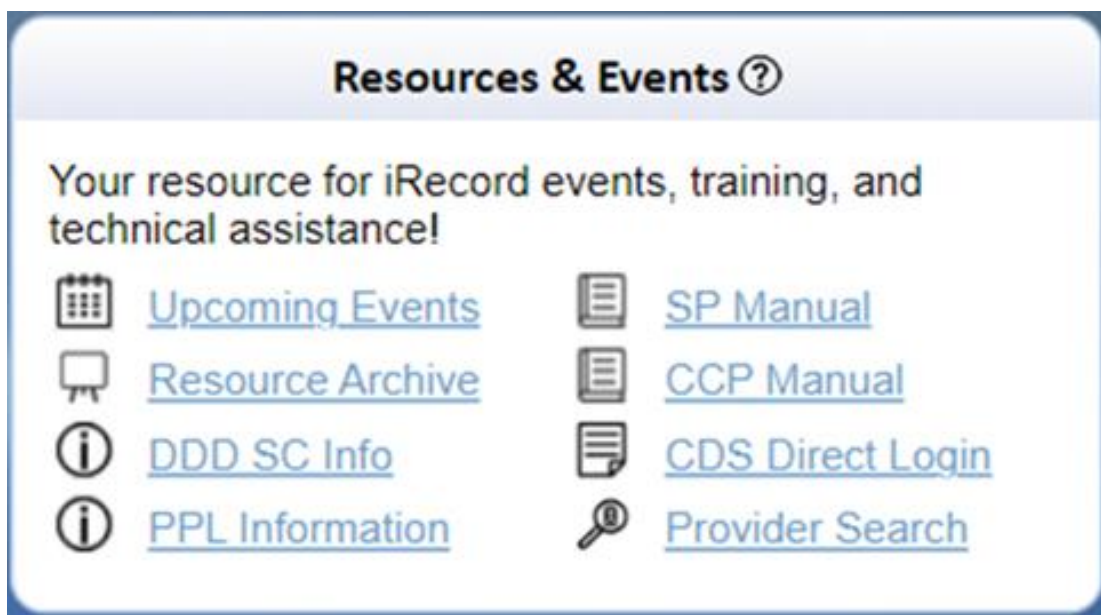 Resources & Events
Your resource for iRecord events, training, and
technical assistance!
Upcoming Events
Resource Archive
DDD SC Info
PPL Information
SP Manual
CCP Manual
CDS Direct Login
Provider Search